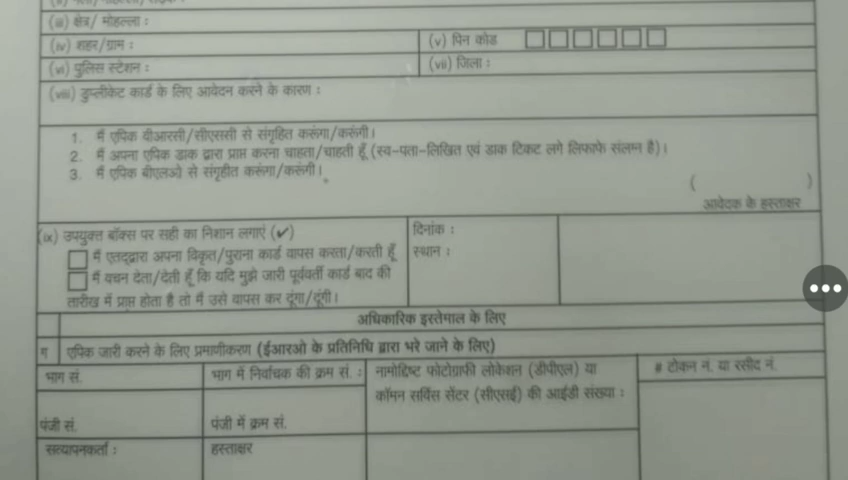 (iii) क्षेत्र/ मोहल्ला :
(iv) शहर/ग्राम :
(v) पिन कोड
(vi) पुलिस स्टेशन :
(vii) जिला :
(viii) डुप्लीकेट कार्ड के लिए आवेदन करने के कारण :
1. मैं एपिक वीआरसी/सीएससी से संगृहित करूंगा/करूंगी।
2. मैं अपना एपिक डाक द्वारा प्राप्त करना चाहता/चाहती हूँ (स्व-पता-लिखित एवं डाक टिकट लगे लिफाफे संलग्न है)।
3. मैं एपिक बीएलओ से संगृहीत करूंगा/करूंगी।
( )
आवेदक के हस्ताक्षर
(ix) उपयुक्त बॉक्स पर सही का निशान लगाएं (✓)
मैं एतद्द्वारा अपना विकृत/पुराना कार्ड वापस करता/करती हूँ
मैं वचन देता/देती हूँ कि यदि मुझे जारी पूर्ववर्ती कार्ड बाद की
तारीख में प्राप्त होता है तो मैं उसे वापस कर दूंगा/दूंगी।
दिनांक :
स्थान :
अधिकारिक इस्तेमाल के लिए
ग एपिक जारी करने के लिए प्रमाणीकरण (ईआरओ के प्रतिनिधि द्वारा भरे जाने के लिए)
भाग सं.
भाग में निर्वाचक की क्रम सं. :
नामोद्दिष्ट फोटोग्राफी लोकेशन (डीपीएल) या
कॉमन सर्विस सेंटर (सीएसई) की आईडी संख्या :
# टोकन नं. या रसीद नं.
पंजी सं.
पंजी में क्रम सं.
सत्यापनकर्ता :
हस्ताक्षर